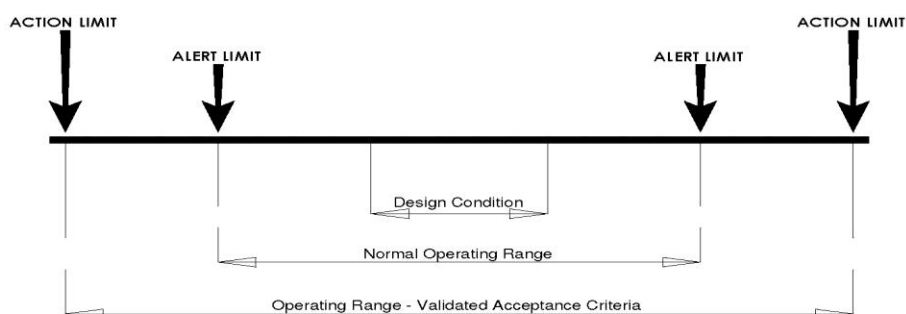 ACTION LIMIT
ACTION LIMIT
ALERT LIMIT
ALERT LIMIT
Design Condition
Normal Operating Range
Operating Range - Validated Acceptance Criteria